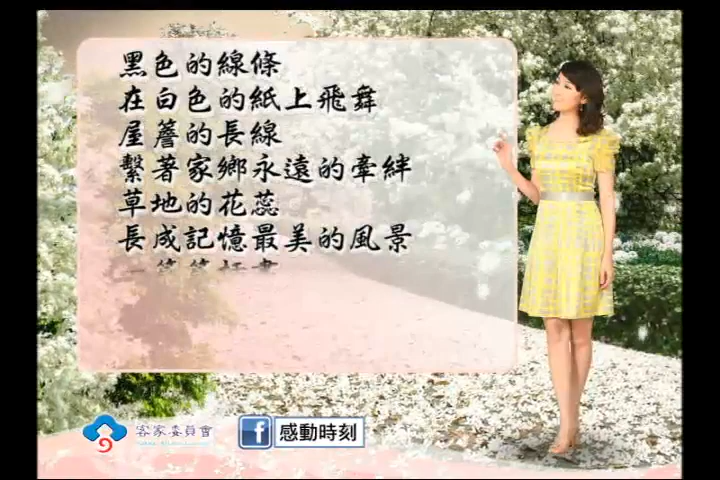 黑色的線條
在白色的紙上飛舞
屋簷的長線
繫著家鄉永遠的牽絆
草地的花蕊
長成記憶最美的風景
客家委員會
f 感動時刻